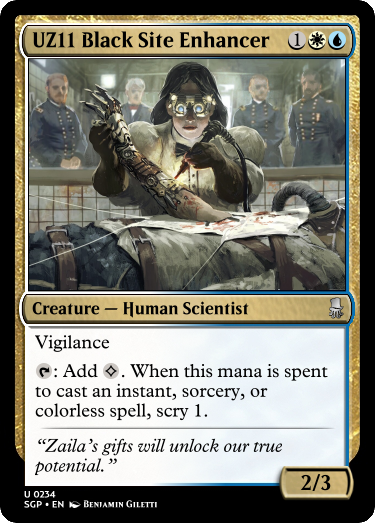 UZ11 Black Site Enhancer 1
Creature — Human Scientist
Vigilance
: Add . When this mana is spent
to cast an instant, sorcery, or
colorless spell, scry 1.
“Zaila’s gifts will unlock our true
potential.”
2/3
U 0234
SGP • EN Benjamin Giletti